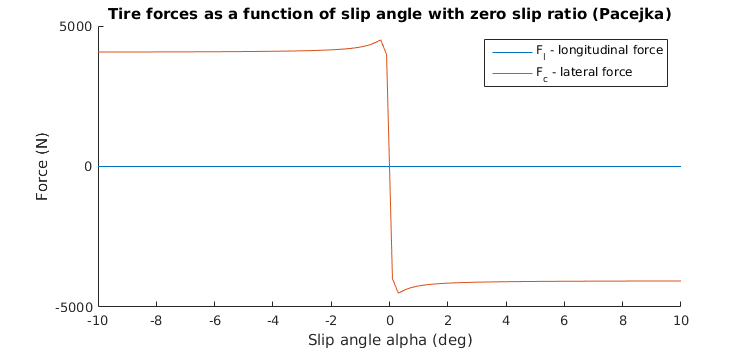 Tire forces as a function of slip angle with zero slip ratio (Pacejka)
5000
F_l - longitudinal force
F_c - lateral force
Force (N)
0
-5000
-10 -8 -6 -4 -2 0 2 4 6 8 10
Slip angle alpha (deg)